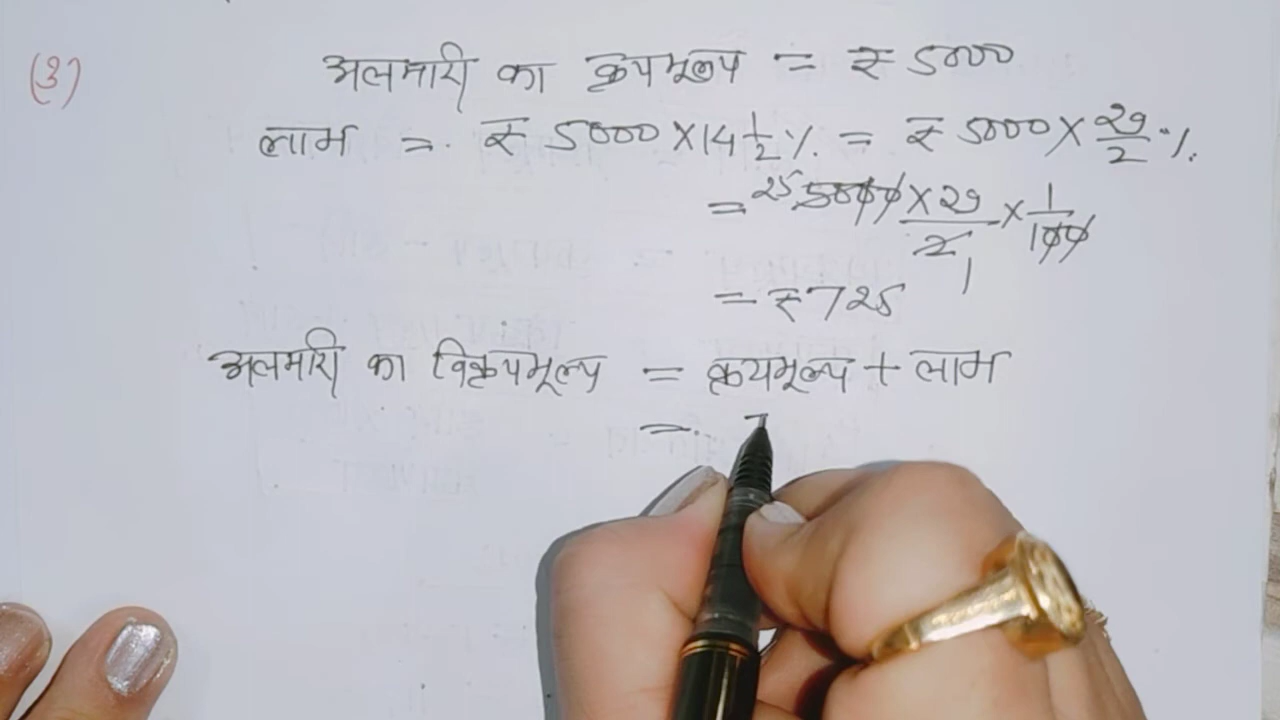 (3) अलमारी का क्रयमूल्य = ₹ 5000
लाभ = ₹ 5000 × 14 1/2 % = ₹ 5000 × 29/2 %
= 25 5000 × 29 / 2 1 × 1/100
= ₹ 725
अलमारी का विक्रयमूल्य = क्रयमूल्य + लाभ
=